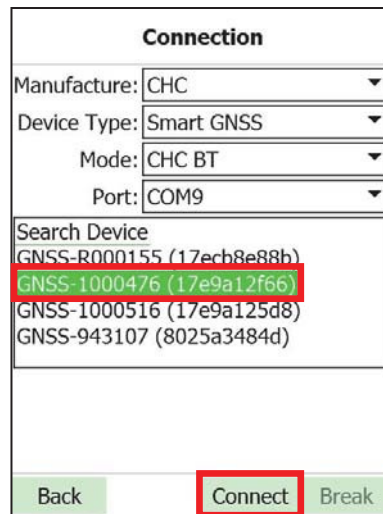 Connection
Manufacture: CHC
Device Type: Smart GNSS
Mode: CHC BT
Port: COM9
Search Device
GNSS-R000155 (17ecb8e88b)
GNSS-1000476 (17e9a12f66)
GNSS-1000516 (17e9a125d8)
GNSS-943107 (8025a3484d)
Back Connect Break